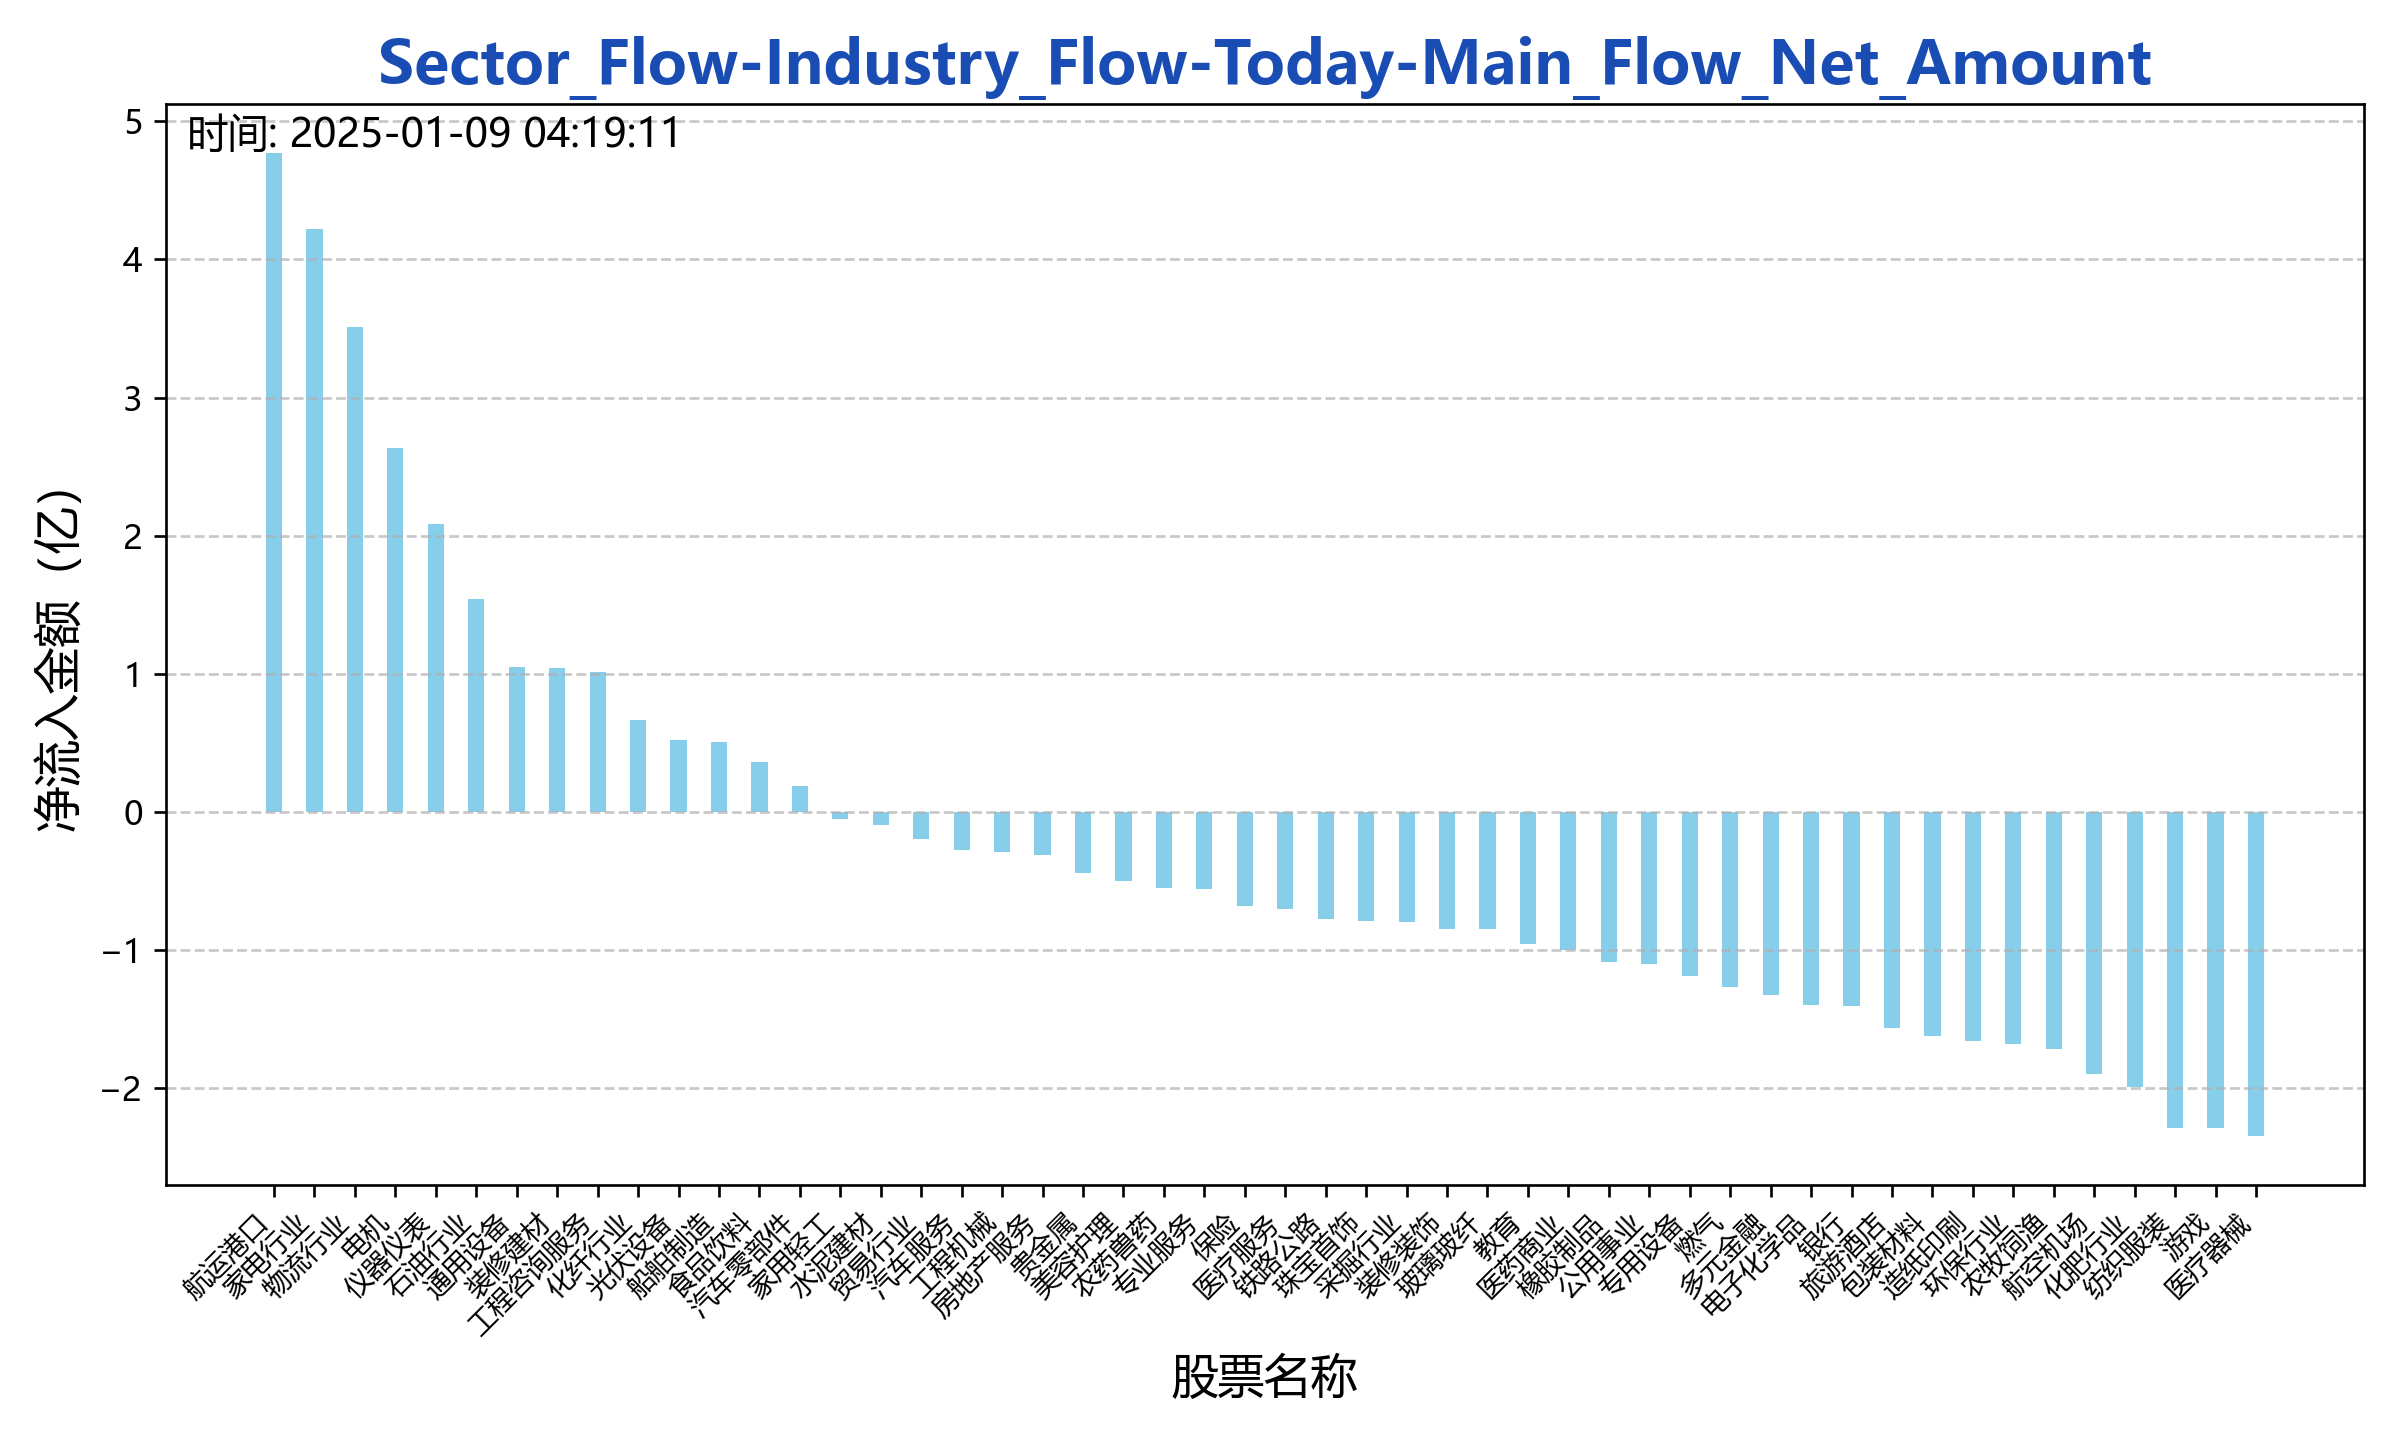 Sector_Flow-Industry_Flow-Today-Main_Flow_Net_Amount
时间: 2025-01-09 04:19:11
净流入金额 (亿)
5
4
3
2
1
0
−1
−2
航运港口
家电行业
物流行业
电机
仪器仪表
石油行业
通用设备
装修建材
工程咨询服务
化纤行业
光伏设备
船舶制造
食品饮料
汽车零部件
家用轻工
水泥建材
贸易行业
汽车服务
工程机械
房地产服务
贵金属
美容护理
农药兽药
专业服务
保险
医疗服务
铁路公路
珠宝首饰
采掘行业
装修装饰
玻璃玻纤
教育
医药商业
橡胶制品
公用事业
专用设备
燃气
多元金融
电子化学品
银行
旅游酒店
包装材料
造纸印刷
环保行业
农牧饲渔
航空机场
化肥行业
纺织服装
游戏
医疗器械
股票名称